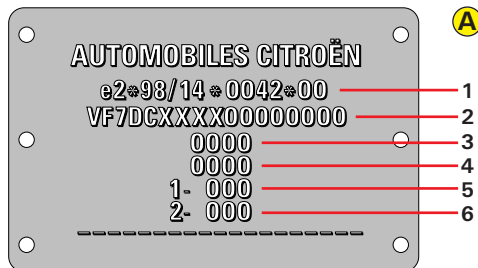 A
AUTOMOBILES CITROËN
e2*98/14*0042*00 1
VF7DCXXXX00000000 2
0000 3
0000 4
1- 000 5
2- 000 6